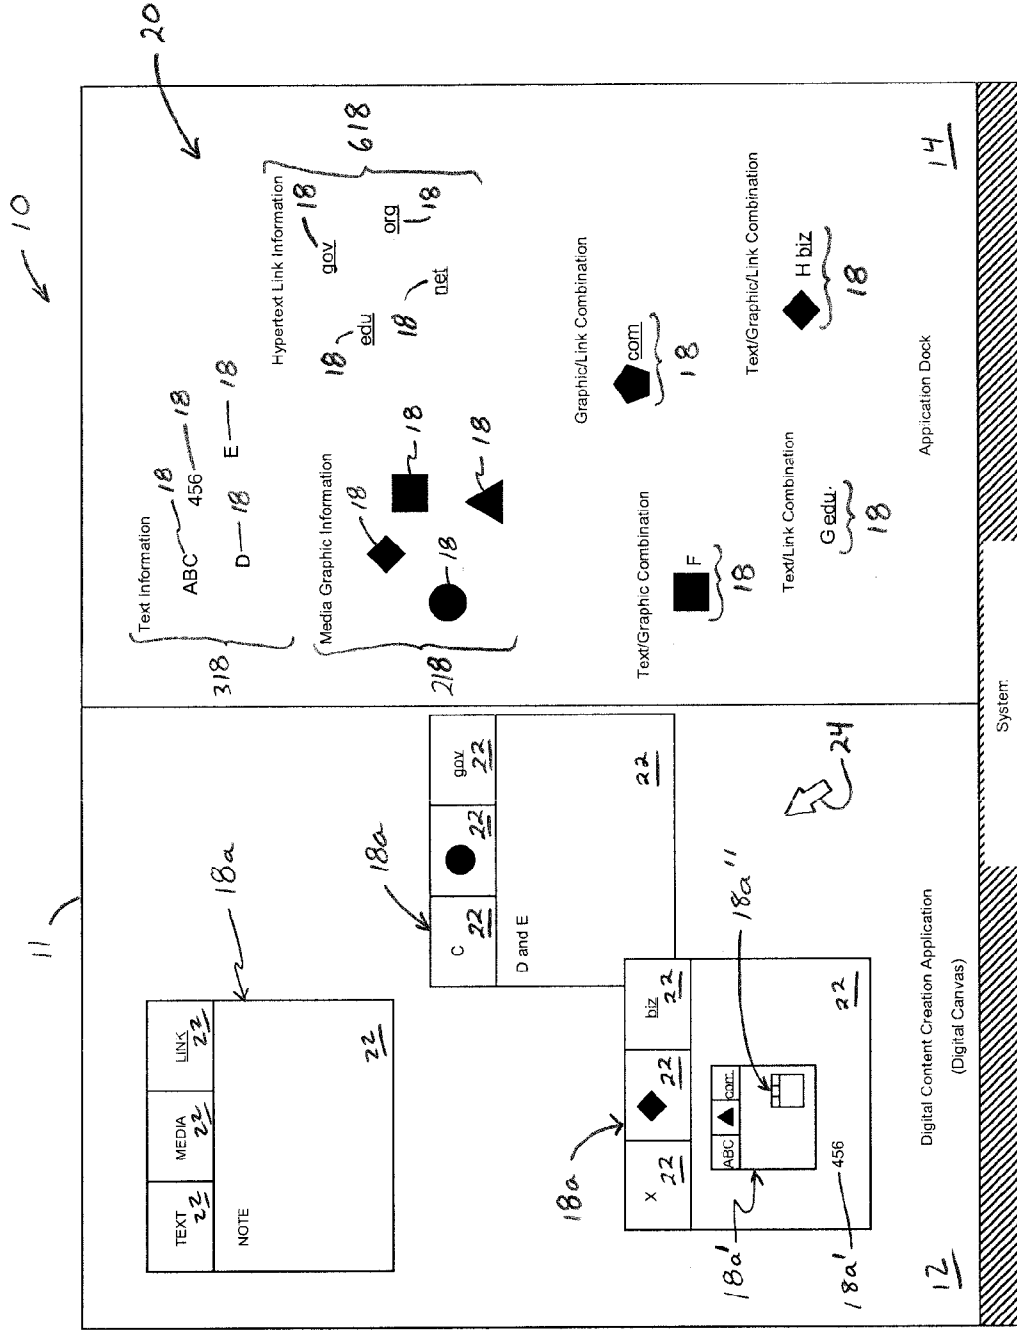 10
11
20
TEXT
22
MEDIA
22
LINK
22
NOTE
22
18a
C
22
22
gov
22
D and E
22
18a
X
22
22
biz
22
ABC
com
456
22
18a
18a'
18a'
18a"
24
Digital Content Creation Application
(Digital Canvas)
12
Text Information
ABC
18
456
18
D
18
E
18
318
Hypertext Link Information
gov
18
edu
18
org
18
net
18
618
Media Graphic Information
18
18
18
18
218
Text/Graphic Combination
F
18
Graphic/Link Combination
com
18
Text/Link Combination
G edu.
18
Text/Graphic/Link Combination
H biz
18
Application Dock
14
System